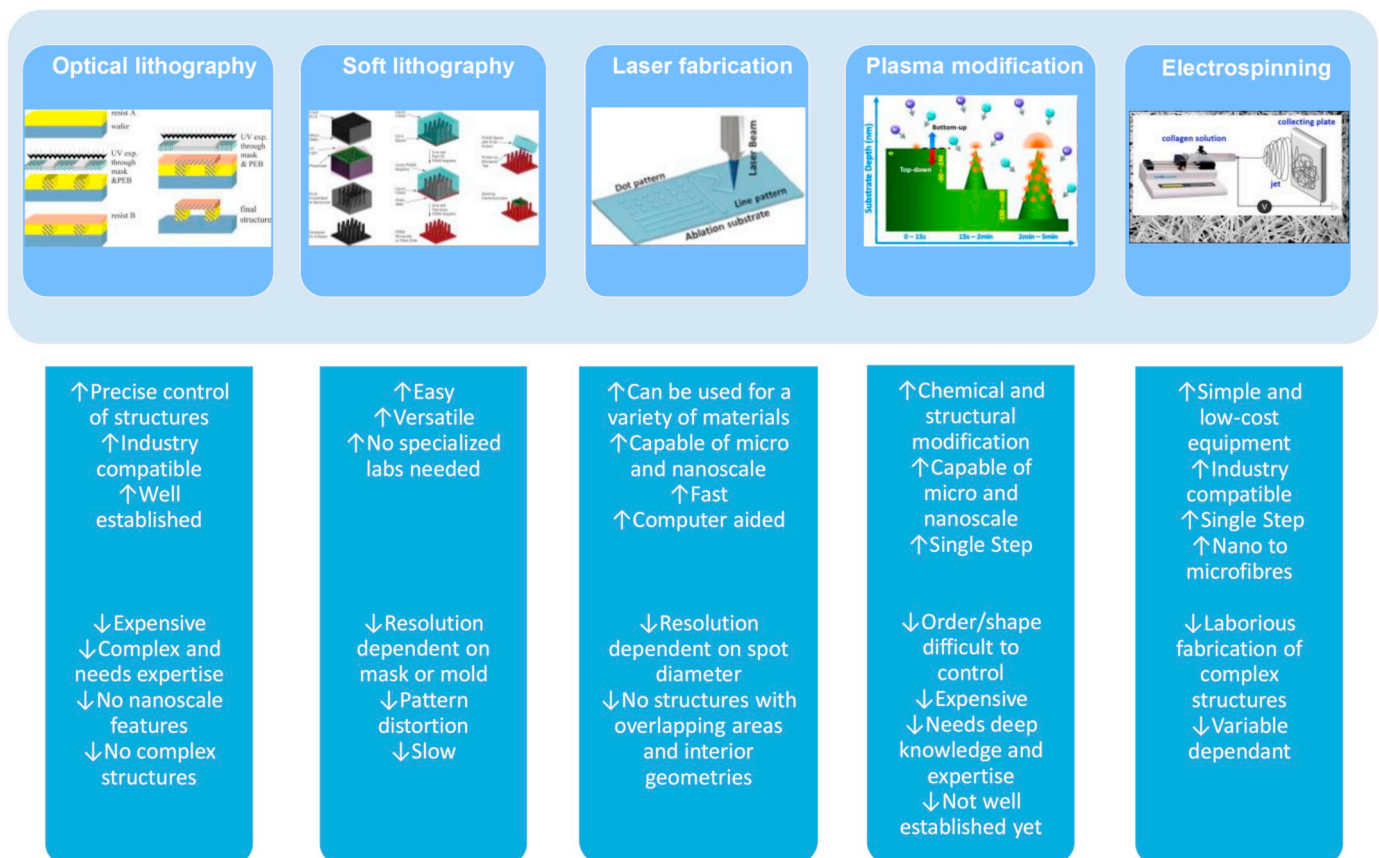 Optical lithography
resist A
wafer
UV exp.
through
mask
&PEB
UV exp.
through
mask
& PEB
resist B
final
structure
Soft lithography
Laser fabrication
Laser Beam
Dot pattern
Line pattern
Ablation substrate
Plasma modification
Substrate Depth (nm)
Bottom-up
Top-down
0 – 15s
15s – 2min
2min – 5min
Electrospinning
collecting plate
collagen solution
jet
V
↑Precise control
of structures
↑Industry
compatible
↑Well
established
↓Expensive
↓Complex and
needs expertise
↓No nanoscale
features
↓No complex
structures
↑Easy
↑Versatile
↑No specialized
labs needed
↓Resolution
dependent on
mask or mold
↓Pattern
distortion
↓Slow
↑Can be used for a
variety of materials
↑Capable of micro
and nanoscale
↑Fast
↑Computer aided
↓Resolution
dependent on spot
diameter
↓No structures with
overlapping areas
and interior
geometries
↑Chemical and
structural
modification
↑Capable of
micro and
nanoscale
↑Single Step
↓Order/shape
difficult to
control
↓Expensive
↓Needs deep
knowledge and
expertise
↓Not well
established yet
↑Simple and
low-cost
equipment
↑Industry
compatible
↑Single Step
↑Nano to
microfibres
↓Laborious
fabrication of
complex
structures
↓Variable
dependant